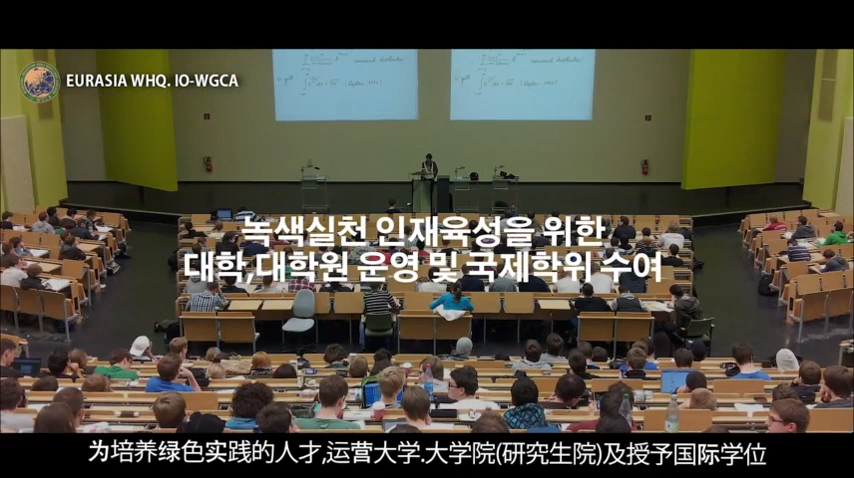 EURASIA WHQ. IO-WGCA
녹색실천 인재육성을 위한
대학,대학원 운영 및 국제학위 수여
为培养绿色实践的人才,运营大学.大学院(研究生院)及授予国际学位